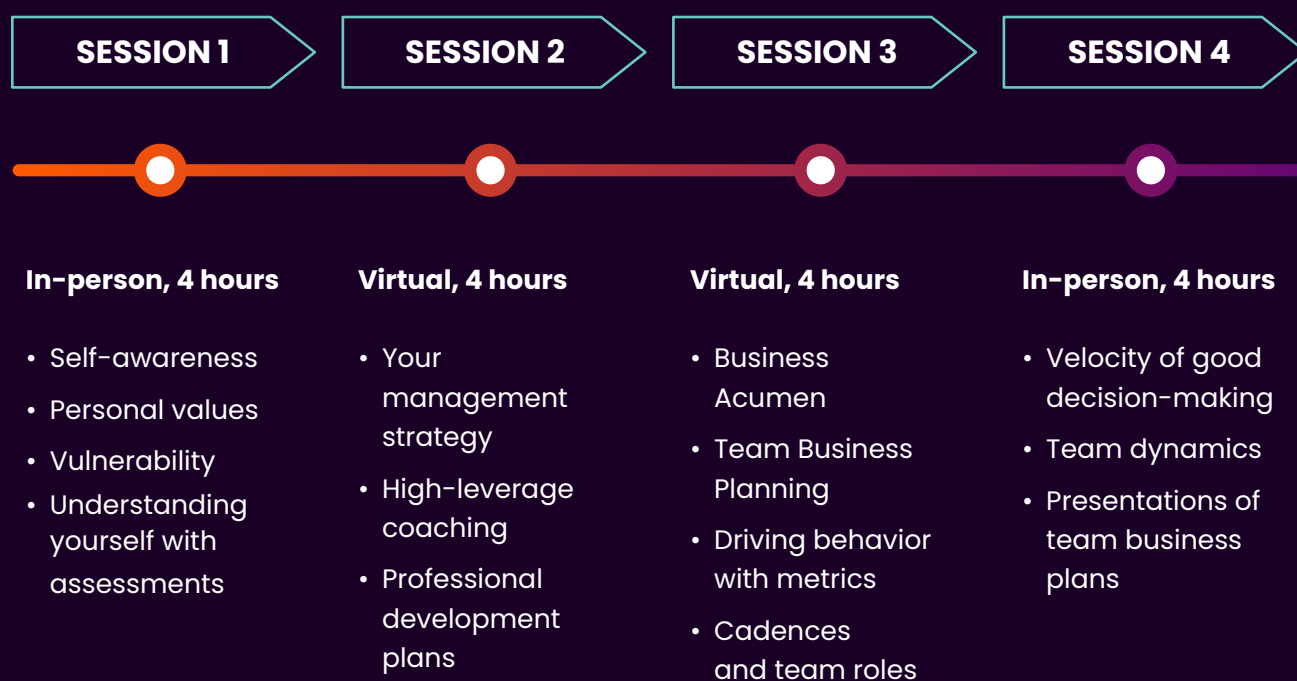 SESSION 1
SESSION 2
SESSION 3
SESSION 4
In-person, 4 hours
• Self-awareness
• Personal values
• Vulnerability
• Understanding
yourself with
assessments
Virtual, 4 hours
• Your
management
strategy
• High-leverage
coaching
• Professional
development
plans
Virtual, 4 hours
• Business
Acumen
• Team Business
Planning
• Driving behavior
with metrics
• Cadences
and team roles
In-person, 4 hours
• Velocity of good
decision-making
• Team dynamics
• Presentations of
team business
plans